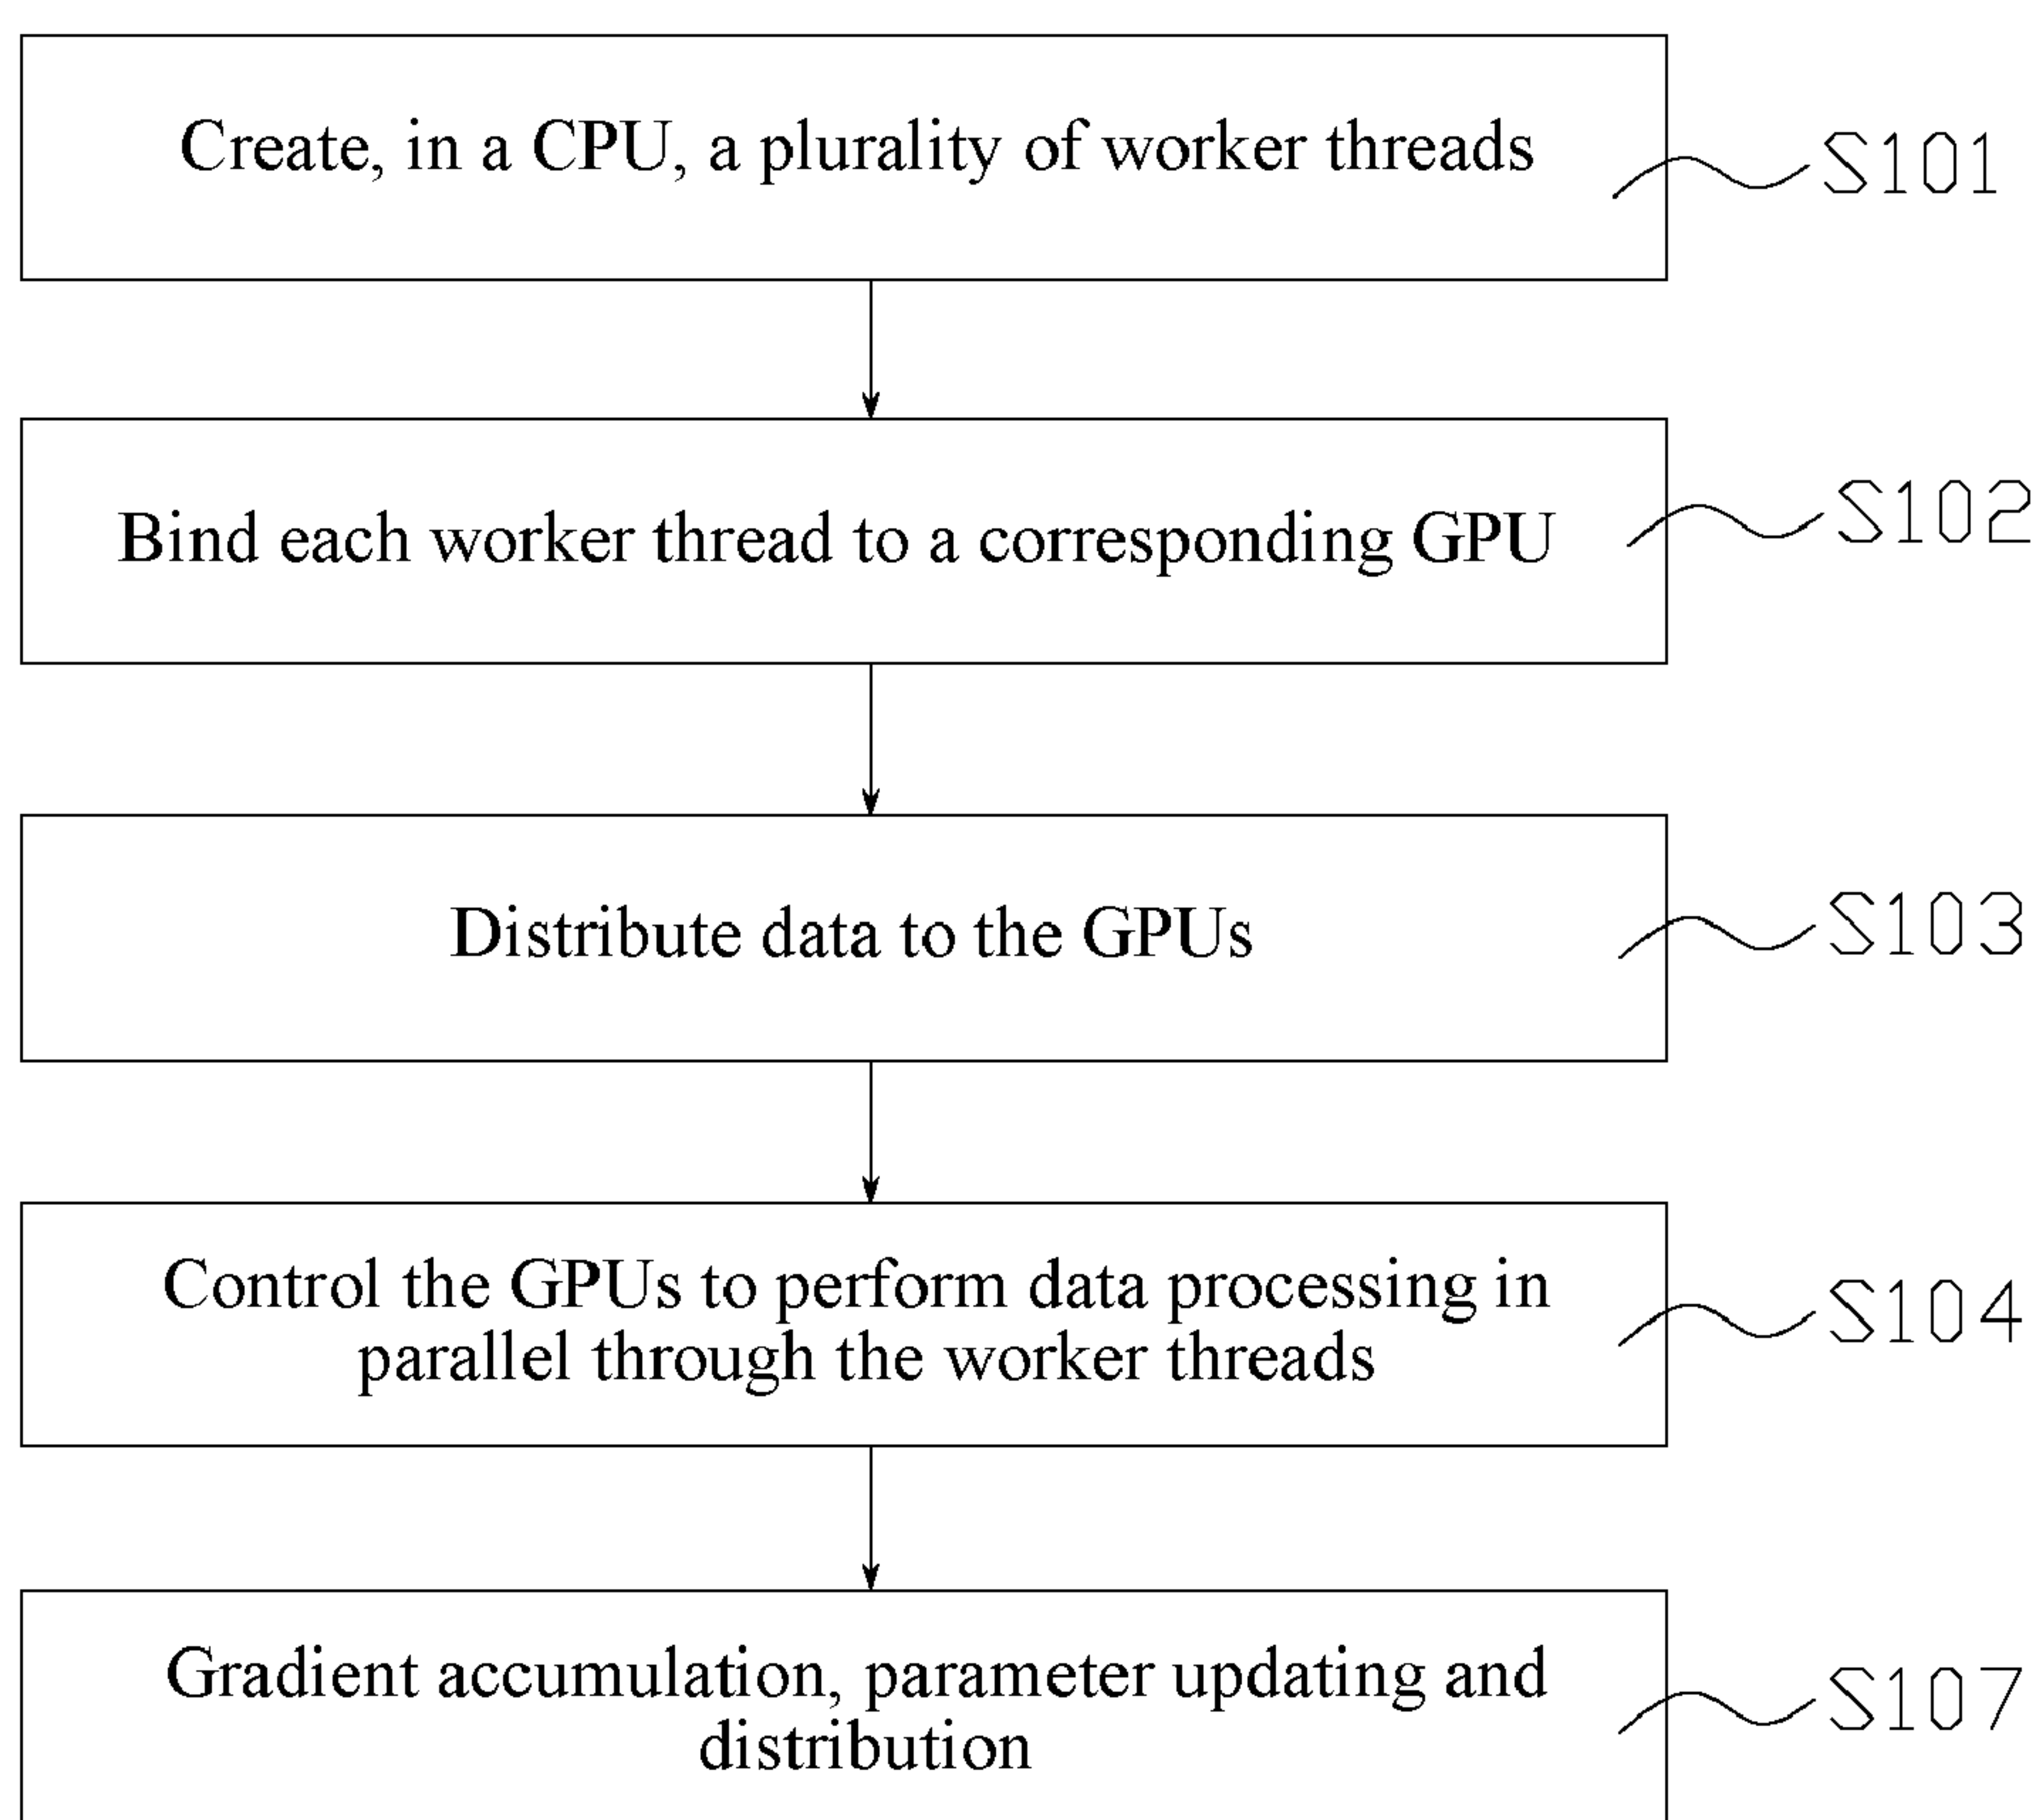 Create, in a CPU, a plurality of worker threads
S101
Bind each worker thread to a corresponding GPU
S102
Distribute data to the GPUs
S103
Control the GPUs to perform data processing in
parallel through the worker threads
S104
Gradient accumulation, parameter updating and
distribution
S107